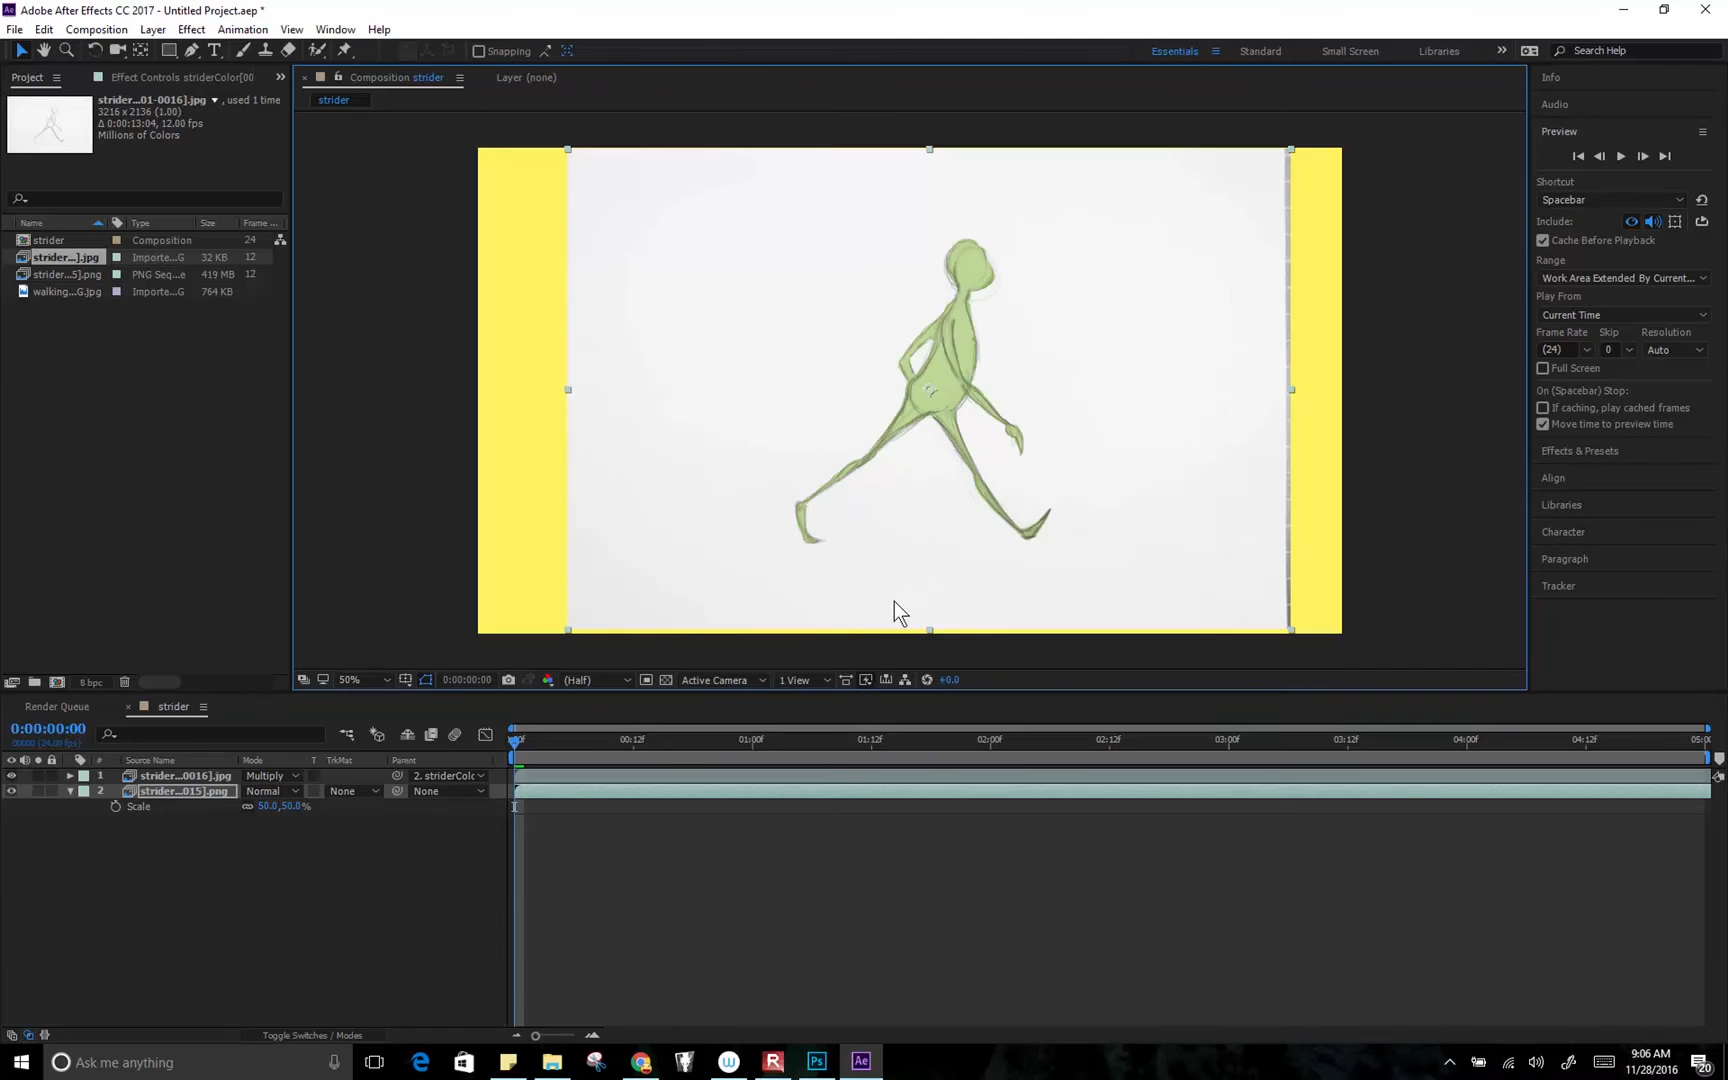 Adobe After Effects CC 2017 - Untitled Project.aep *
File Edit Composition Layer Effect Animation View Window Help
Snapping Essentials Standard Small Screen Libraries Search Help
Project Effect Controls striderColor[00 Composition strider Layer (none) Info
strider...01-0016].jpg , used 1 time strider Audio
3216 x 2136 (1.00)
Δ 0:00:13:04, 12.00 fps
Millions of Colors
Preview
Shortcut
Spacebar
Include:
Name Type Size Frame ...
strider Composition 24
strider...].jpg Importe...G 32 KB 12
strider...5].png PNG Seq...e 419 MB 12
walking...G.jpg Importe...G 764 KB
Cache Before Playback
Range
Work Area Extended By Current...
Play From
Current Time
Frame Rate Skip Resolution
(24) 0 Auto
Full Screen
On (Spacebar) Stop:
If caching, play cached frames
Move time to preview time
Effects & Presets
Align
Libraries
Character
Paragraph
Tracker
8 bpc 50% 0:00:00:00 (Half) Active Camera 1 View +0.0
Render Queue strider
0:00:00:00
00000 (24.00 fps)
00:12f 01:00f 01:12f 02:00f 02:12f 03:00f 03:12f 04:00f 04:12f 05:0
# Source Name Mode T TrkMat Parent
1 strider...0016].jpg Multiply 2. striderColc
2 strider...015].png Normal None None
Scale 50.0,50.0%
Toggle Switches / Modes
Ask me anything 9:06 AM
11/28/2016 20